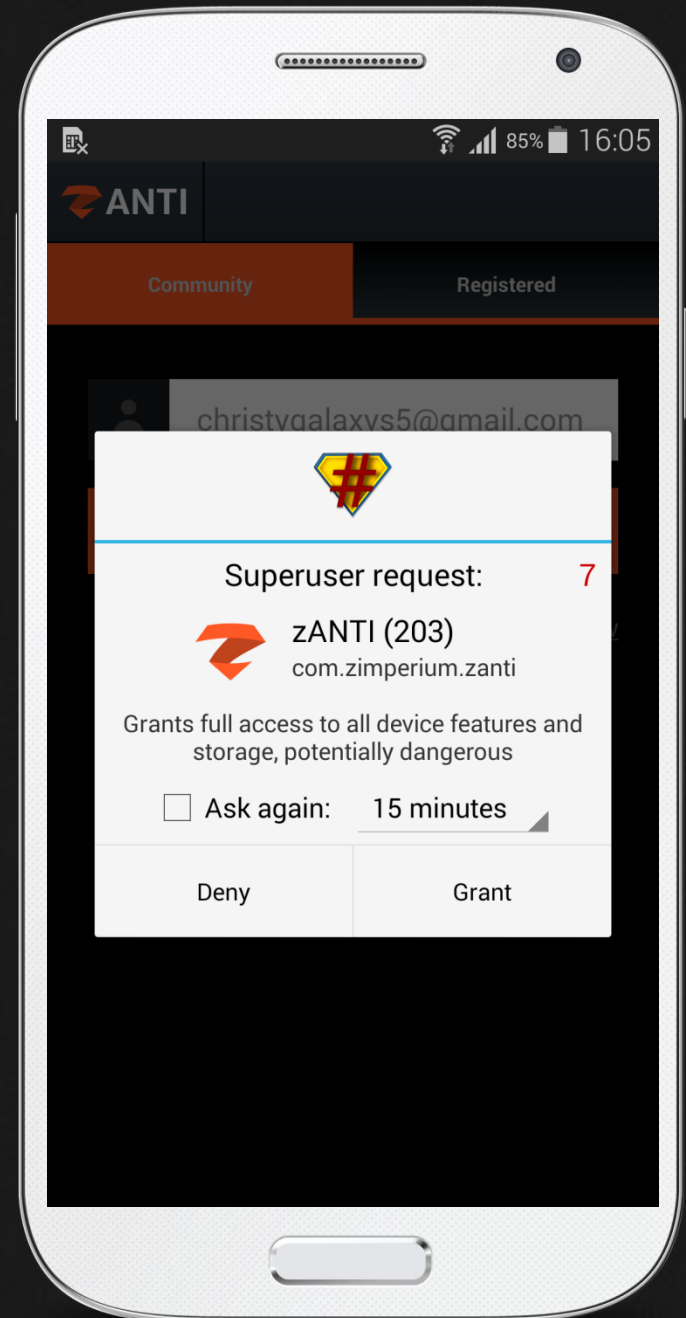 85% 16:05
ZANTI
Community Registered
christygalaxys5@gmail.com
#
Superuser request: 7
zANTI (203)
com.zimperium.zanti
Grants full access to all device features and
storage, potentially dangerous
Ask again: 15 minutes
Deny Grant